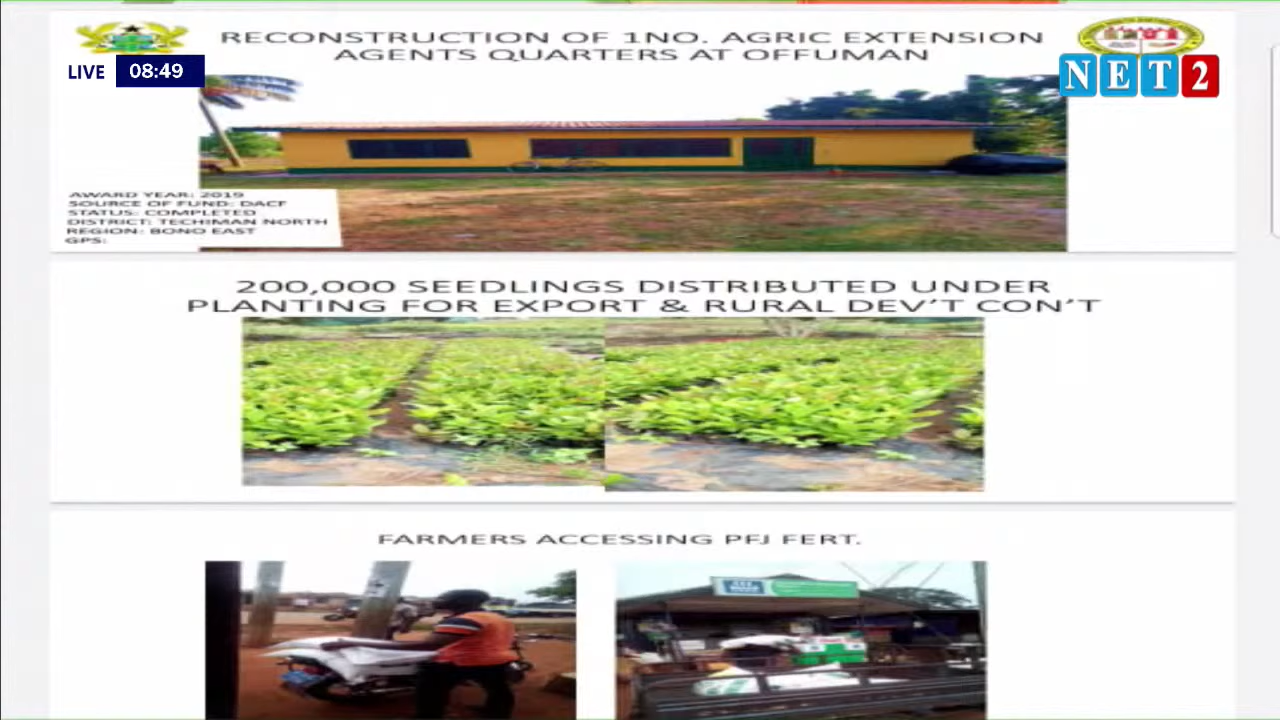 RECONSTRUCTION OF 1NO. AGRIC EXTENSION
AGENTS QUARTERS AT OFFUMAN
LIVE 08:49
NET2
AWARD YEAR: 2019
SOURCE OF FUND: DACF
STATUS: COMPLETED
DISTRICT: TECHIMAN NORTH
REGION: BONO EAST
GPS:
200,000 SEEDLINGS DISTRIBUTED UNDER
PLANTING FOR EXPORT & RURAL DEV'T CON'T
FARMERS ACCESSING PFJ FERT.